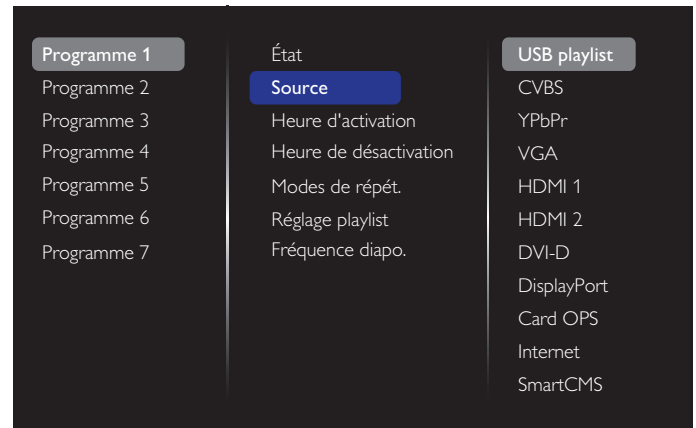 Programme 1
Programme 2
Programme 3
Programme 4
Programme 5
Programme 6
Programme 7
État
Source
Heure d'activation
Heure de désactivation
Modes de répét.
Réglage playlist
Fréquence diapo.
USB playlist
CVBS
YPbPr
VGA
HDMI 1
HDMI 2
DVI-D
DisplayPort
Card OPS
Internet
SmartCMS